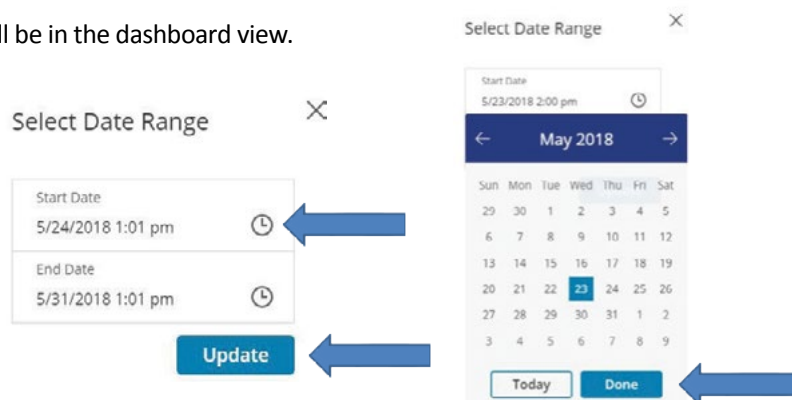 ll be in the dashboard view.
Select Date Range
Start Date
5/24/2018 1:01 pm
End Date
5/31/2018 1:01 pm
Update
Select Date Range
Start Date
5/23/2018 2:00 pm
May 2018
Sun Mon Tue Wed Thu Fri Sat
29 30 1 2 3 4 5
6 7 8 9 10 11 12
13 14 15 16 17 18 19
20 21 22 23 24 25 26
27 28 29 30 31 1 2
3 4 5 6 7 8 9
Today Done